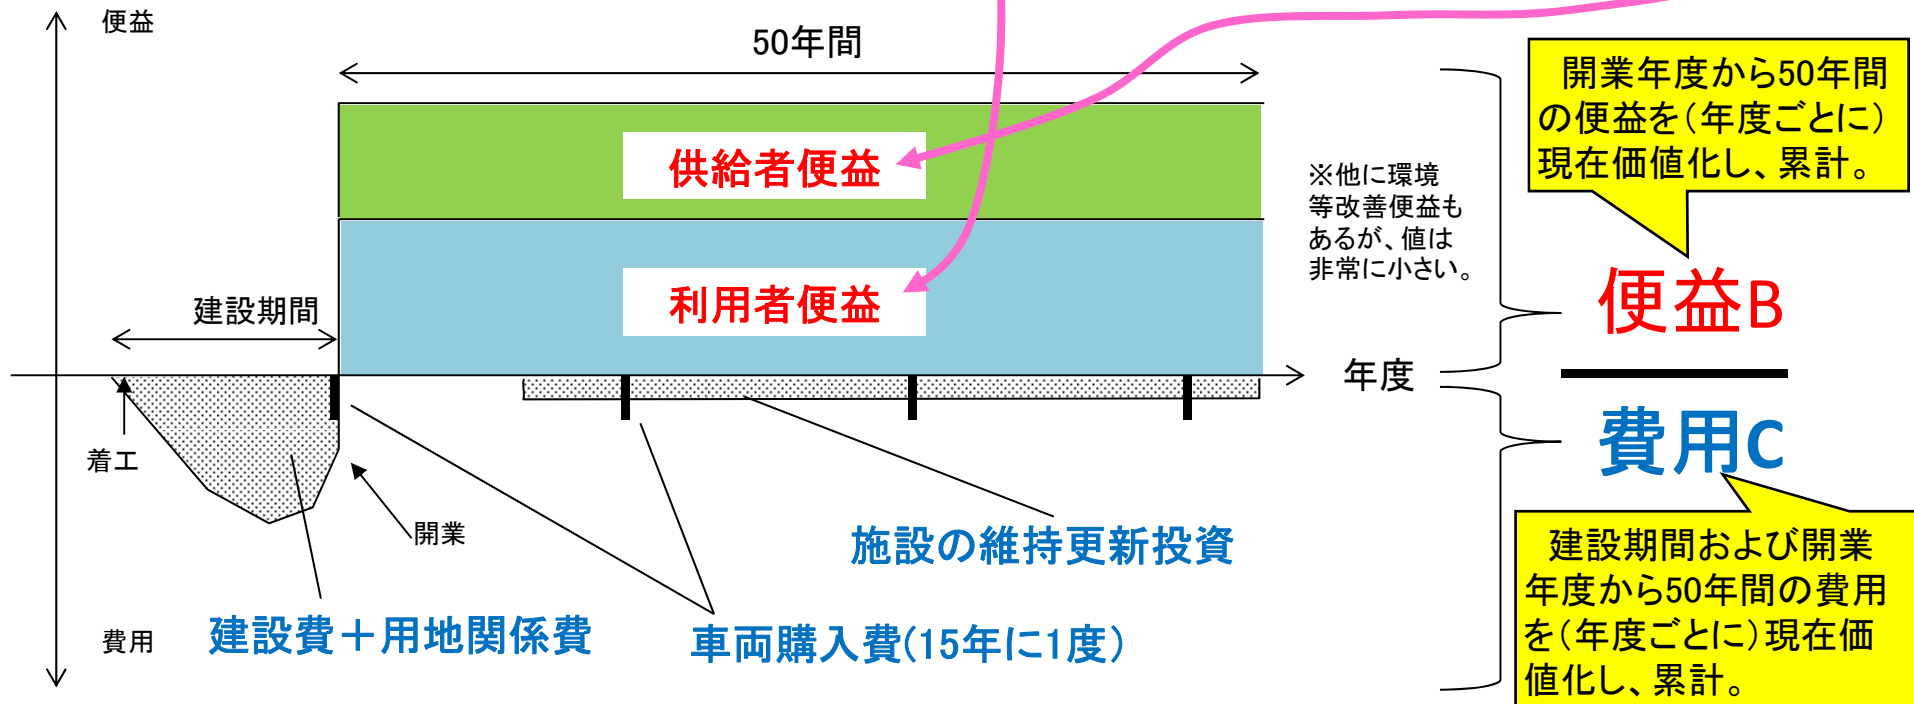 便益
50年間
供給者便益
利用者便益
建設期間
着工
開業
年度
費用
建設費＋用地関係費
車両購入費(15年に1度)
施設の維持更新投資
※他に環境
等改善便益も
あるが、値は
非常に小さい。
開業年度から50年間
の便益を（年度ごとに）
現在価値化し、累計。
便益B
費用C
建設期間および開業
年度から50年間の費用
を（年度ごとに）現在価
値化し、累計。